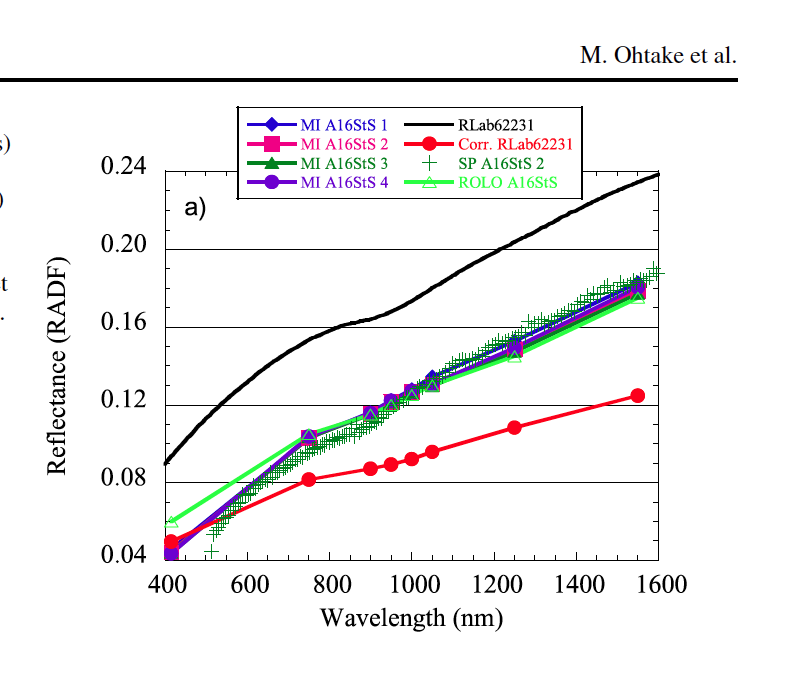 M. Ohtake et al.
s)
)
t
.
MI A16StS 1
MI A16StS 2
MI A16StS 3
MI A16StS 4
RLab62231
Corr. RLab62231
SP A16StS 2
ROLO A16StS
a)
Reflectance (RADF)
0.24
0.20
0.16
0.12
0.08
0.04
400 600 800 1000 1200 1400 1600
Wavelength (nm)